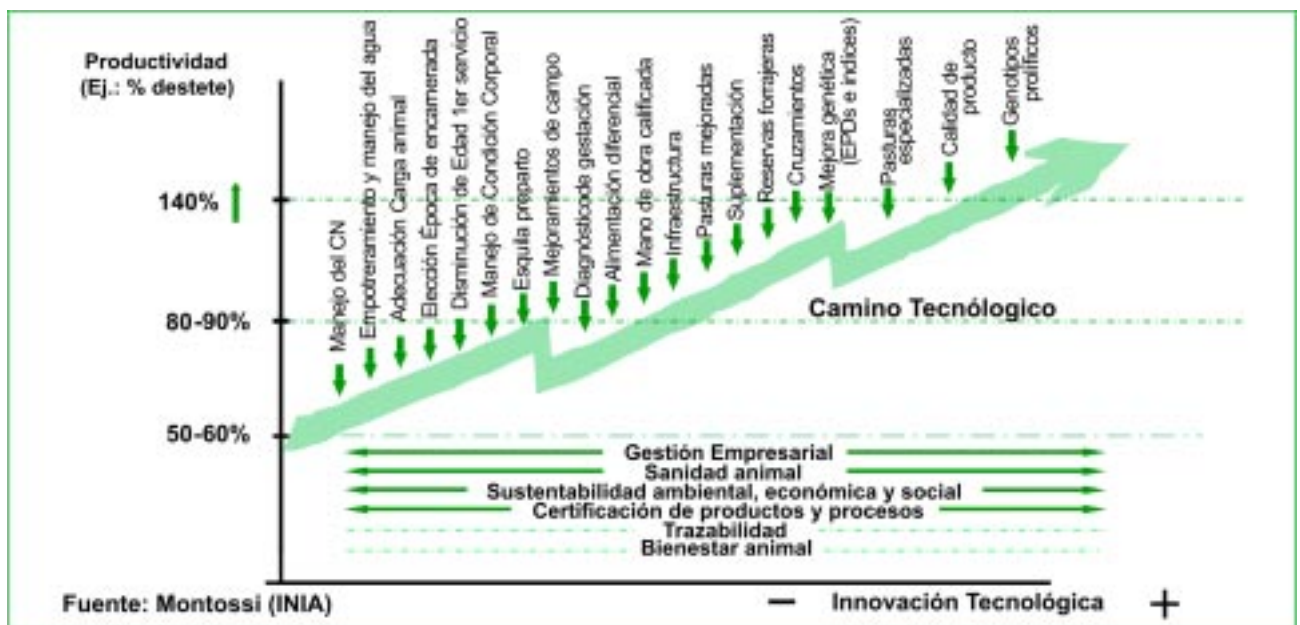 Productividad
(Ej.: % destete)
140%
80-90%
50-60%
Manejo del CN
Empotreramiento y manejo del agua
Adecuación Carga animal
Elección Época de encarnerada
Disminución de Edad 1er servicio
Manejo de Condición Corporal
Esquila preparto
Mejoramientos de campo
Diagnósticode gestación
Alimentación diferencial
Mano de obra calificada
Infraestructura
Pasturas mejoradas
Suplementación
Reservas forrajeras
Cruzamientos
Mejora genética
(EPDs e indices)
Pasturas
especializadas
Calidad de
producto
Genotipos
prolíficos
Camino Tecnólogico
Gestión Empresarial
Sanidad animal
Sustentabilidad ambiental, económica y social
Certificación de productos y procesos
Trazabilidad
Bienestar animal
Fuente: Montossi (INIA)
− Innovación Tecnológica +